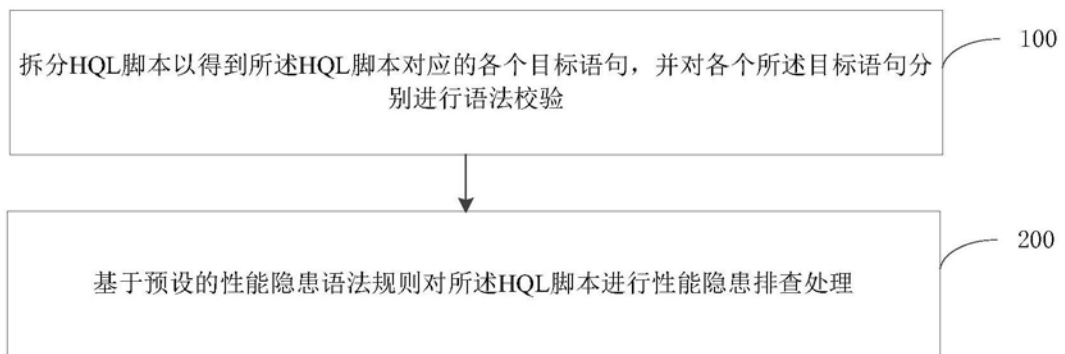 拆分HQL脚本以得到所述HQL脚本对应的各个目标语句，并对各个所述目标语句分
别进行语法校验
100
基于预设的性能隐患语法规则对所述HQL脚本进行性能隐患排查处理
200